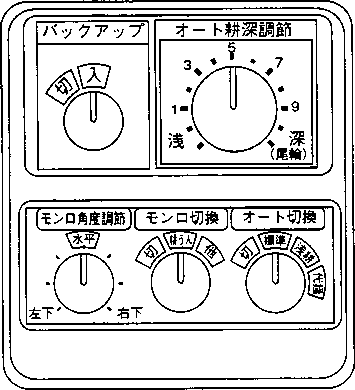 バックアップ
切 入
オート耕深調節
1 3 5 7 9
浅 深
(尾輪)
モンロ角度調節
水平
左下 右下
モンロ切換
切 耕うん
オート切換
切 標準